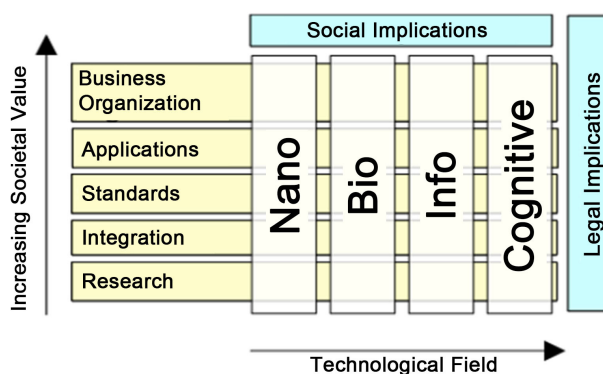 Social Implications
Increasing Societal Value
Business
Organization
Applications
Standards
Integration
Research
Nano
Bio
Info
Cognitive
Legal Implications
Technological Field